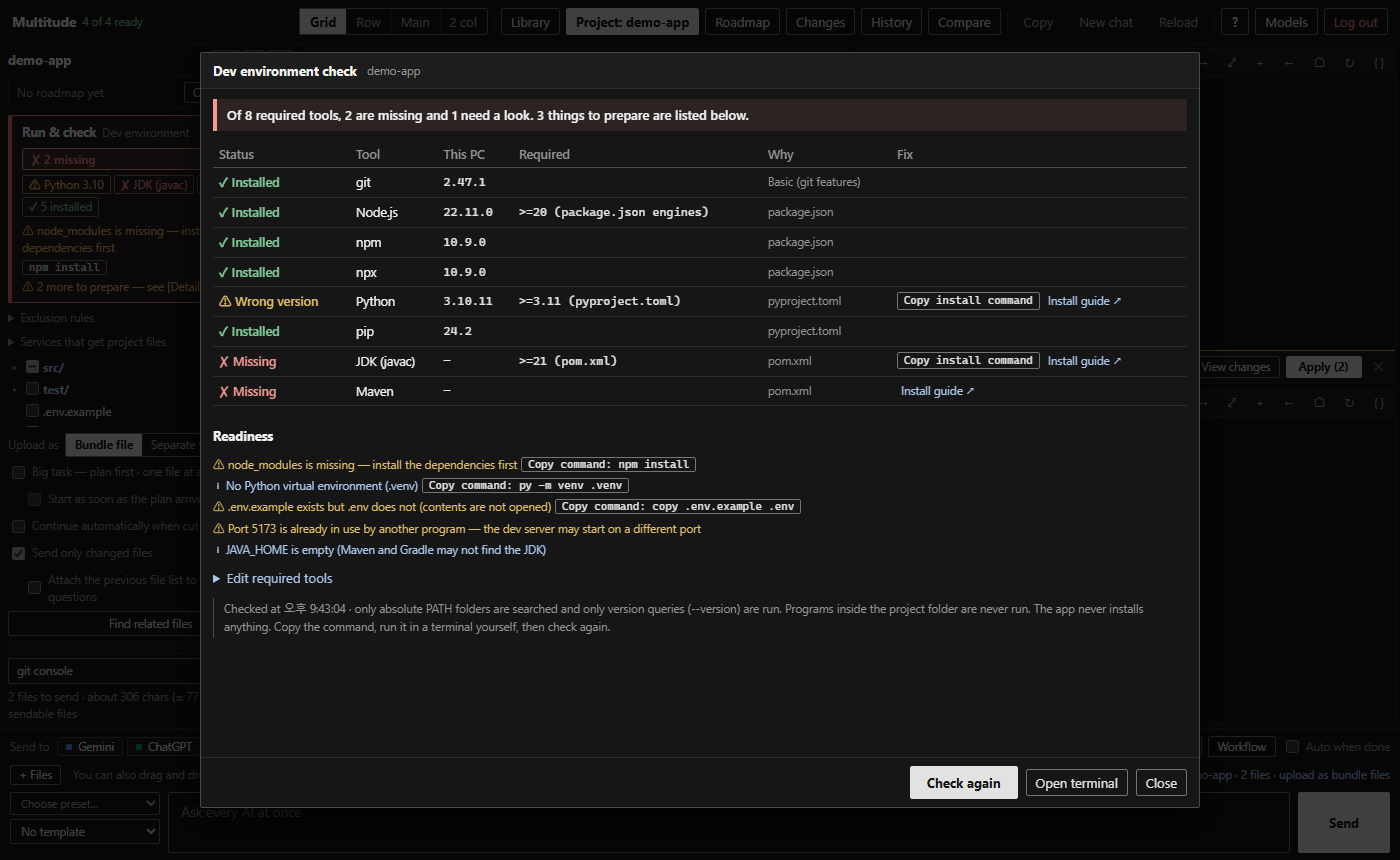 Multitude 4 of 4 ready
Grid Row Main 2 col Library Project: demo-app Roadmap Changes History Compare Copy New chat Reload ? Models Log out
demo-app
No roadmap yet
Run & check Dev environment
✗ 2 missing
⚠ Python 3.10 ✗ JDK (javac)
✓ 5 installed
⚠ node_modules is missing — inst
dependencies first
npm install
⚠ 2 more to prepare — see [Detail
▸ Exclusion rules
▸ Services that get project files
src/
test/
.env.example
Upload as Bundle file Separate
Big task — plan first · one file at a
Start as soon as the plan arrive
Continue automatically when cut
Send only changed files
Attach the previous file list to
questions
Find related files
git console
2 files to send · about 306 chars (≈ 77
sendable files
Dev environment check demo-app
Of 8 required tools, 2 are missing and 1 need a look. 3 things to prepare are listed below.
Status Tool This PC Required Why Fix
✓ Installed git 2.47.1 Basic (git features)
✓ Installed Node.js 22.11.0 >=20 (package.json engines) package.json
✓ Installed npm 10.9.0 package.json
✓ Installed npx 10.9.0 package.json
⚠ Wrong version Python 3.10.11 >=3.11 (pyproject.toml) pyproject.toml Copy install command Install guide ↗
✓ Installed pip 24.2 pyproject.toml
✗ Missing JDK (javac) — >=21 (pom.xml) pom.xml Copy install command Install guide ↗
✗ Missing Maven — pom.xml Install guide ↗
Readiness
⚠ node_modules is missing — install the dependencies first Copy command: npm install
i No Python virtual environment (.venv) Copy command: py -m venv .venv
⚠ .env.example exists but .env does not (contents are not opened) Copy command: copy .env.example .env
⚠ Port 5173 is already in use by another program — the dev server may start on a different port
i JAVA_HOME is empty (Maven and Gradle may not find the JDK)
▶ Edit required tools
Checked at 오후 9:43:04 · only absolute PATH folders are searched and only version queries (--version) are run. Programs inside the project folder are never run. The app never installs
anything. Copy the command, run it in a terminal yourself, then check again.
Check again Open terminal Close
View changes Apply (2)
Send to Gemini ChatGPT Workflow Auto when done
+ Files You can also drag and dr o-app · 2 files · upload as bundle files
Choose preset...
No template
Ask every AI at once
Send